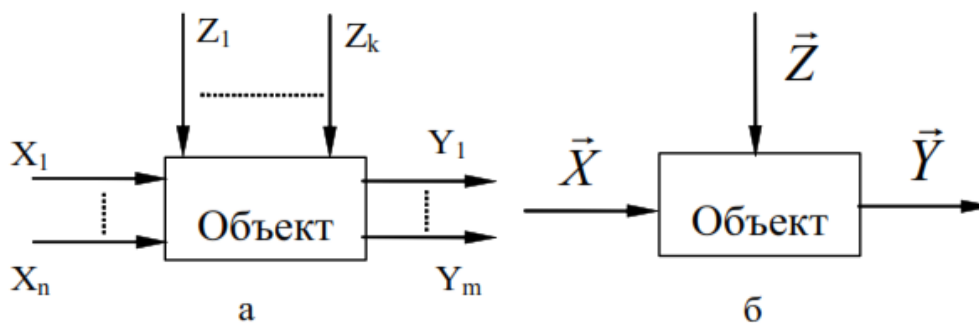 Z₁ Zₖ
X₁ Y₁
Объект
Xₙ Yₘ
а
Z⃗
X⃗ Y⃗
Объект
б